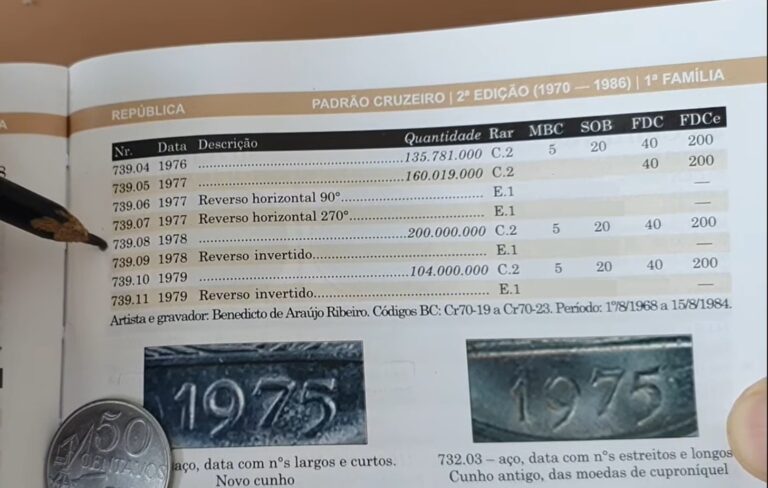 REPÚBLICA
PADRÃO CRUZEIRO | 2ª EDIÇÃO (1970 — 1986) | 1ª FAMÍLIA
Nr. Data Descrição Quantidade Rar MBC SOB FDC FDCe
739.04 1976 ........ 135.781.000 C.2 5 20 40 200
739.05 1977 ........ 160.019.000 C.2 40 200
739.06 1977 Reverso horizontal 90º ........ E.1 —
739.07 1977 Reverso horizontal 270º ........ E.1 —
739.08 1978 ........ 200.000.000 C.2 5 20 40 200
739.09 1978 Reverso invertido ........ E.1 —
739.10 1979 ........ 104.000.000 C.2 5 20 40 200
739.11 1979 Reverso invertido ........ E.1 —
Artista e gravador: Benedicto de Araújo Ribeiro. Códigos BC: Cr70-19 a Cr70-23. Período: 1º/8/1968 a 15/8/1984.
1975
1975
50
CENTAVOS
aço, data com nºs largos e curtos.
Novo cunho
732.03 – aço, data com nºs estreitos e longos
Cunho antigo, das moedas de cuproníquel